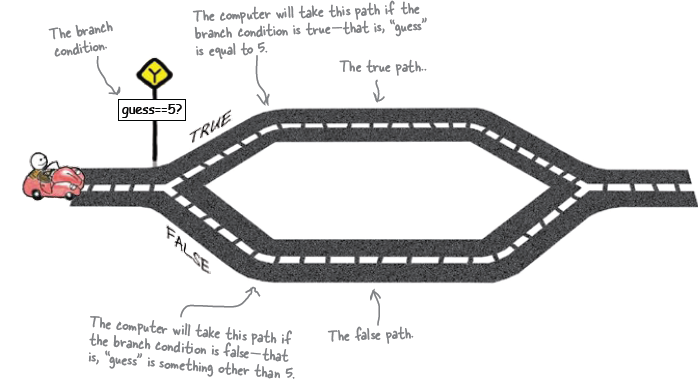 The branch
condition.
The computer will take this path if the
branch condition is true—that is, “guess”
is equal to 5.
The true path..
guess==5?
TRUE
FALSE
The computer will take this path if
the branch condition is false—that
is, “guess” is something other than 5.
The false path.